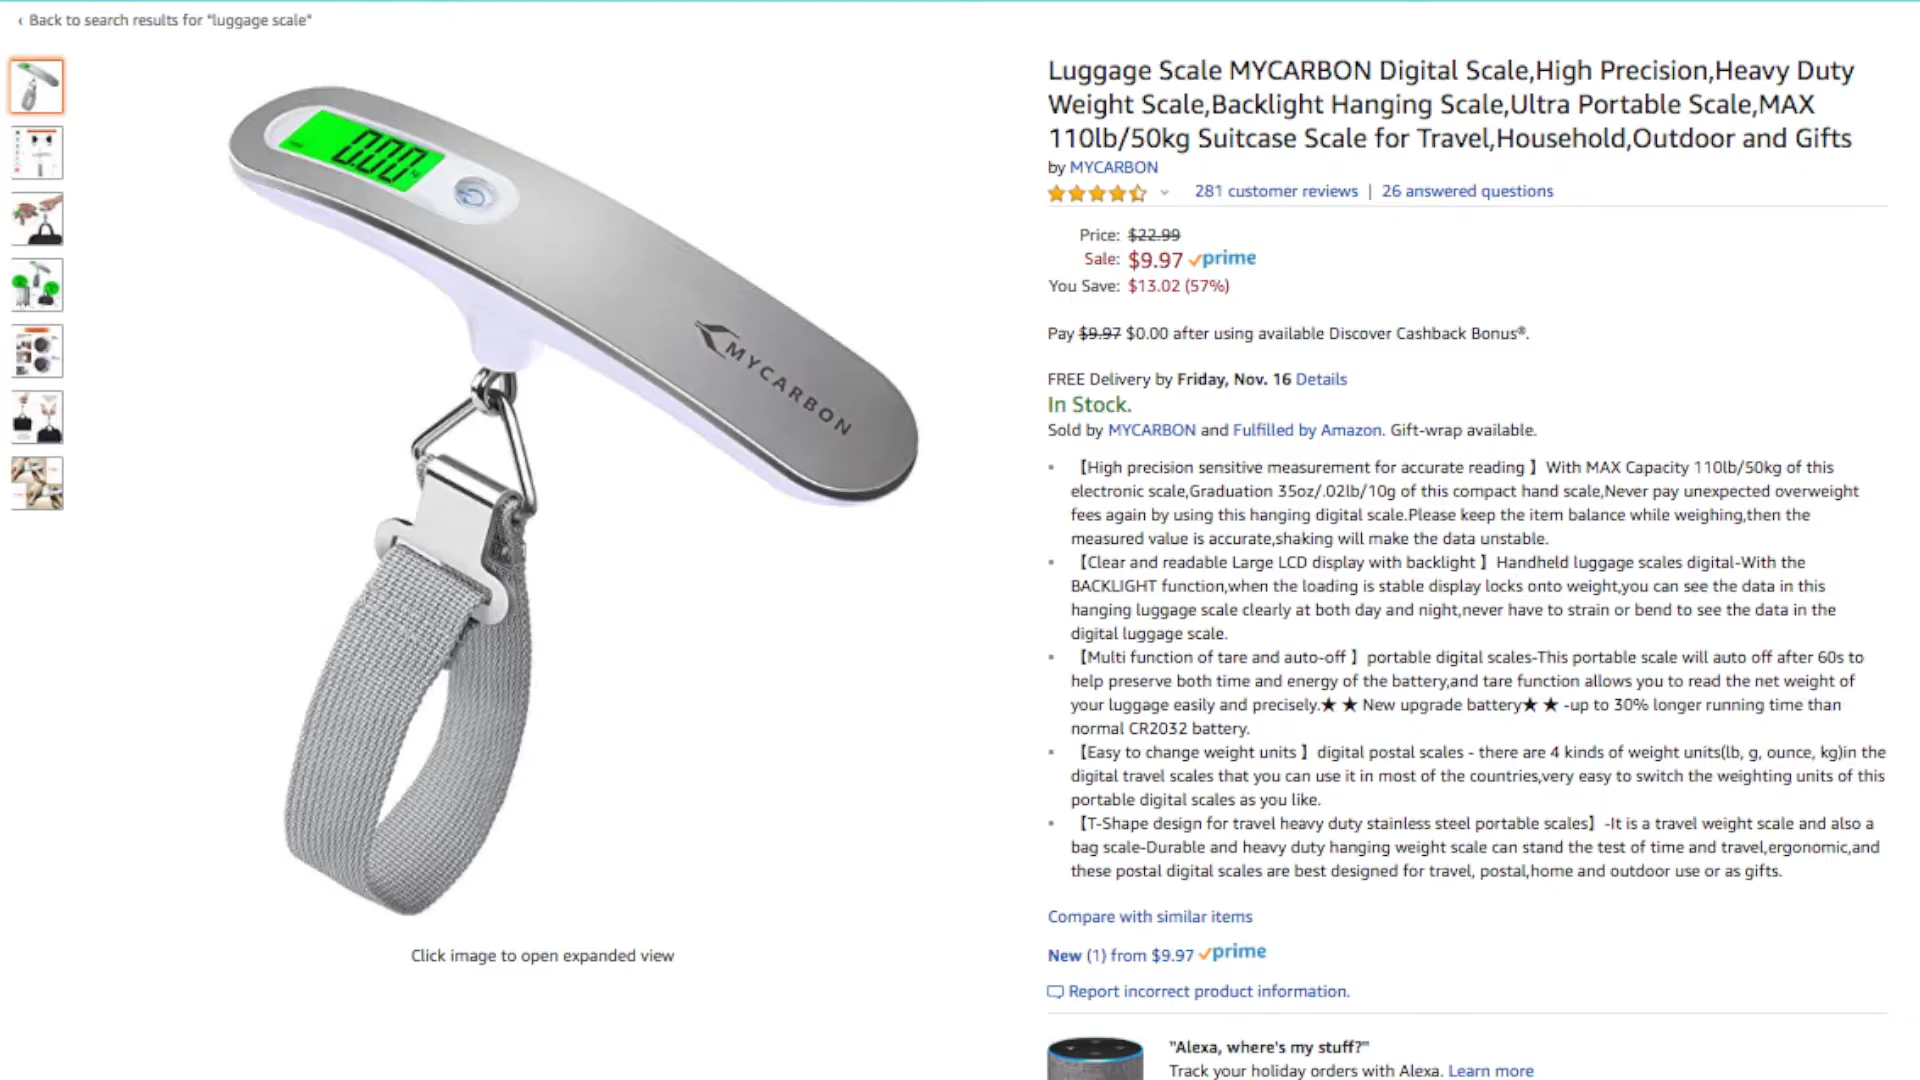 ‹ Back to search results for "luggage scale"
0.00
MYCARBON
Click image to open expanded view
Luggage Scale MYCARBON Digital Scale,High Precision,Heavy Duty
Weight Scale,Backlight Hanging Scale,Ultra Portable Scale,MAX
110lb/50kg Suitcase Scale for Travel,Household,Outdoor and Gifts
by MYCARBON
281 customer reviews | 26 answered questions
Price: $22.99
Sale: $9.97 prime
You Save: $13.02 (57%)
Pay $9.97 $0.00 after using available Discover Cashback Bonus®.
FREE Delivery by Friday, Nov. 16 Details
In Stock.
Sold by MYCARBON and Fulfilled by Amazon. Gift-wrap available.
• 【High precision sensitive measurement for accurate reading 】With MAX Capacity 110lb/50kg of this
electronic scale,Graduation 35oz/.02lb/10g of this compact hand scale,Never pay unexpected overweight
fees again by using this hanging digital scale.Please keep the item balance while weighing,then the
measured value is accurate,shaking will make the data unstable.
• 【Clear and readable Large LCD display with backlight 】Handheld luggage scales digital-With the
BACKLIGHT function,when the loading is stable display locks onto weight,you can see the data in this
hanging luggage scale clearly at both day and night,never have to strain or bend to see the data in the
digital luggage scale.
• 【Multi function of tare and auto-off 】portable digital scales-This portable scale will auto off after 60s to
help preserve both time and energy of the battery,and tare function allows you to read the net weight of
your luggage easily and precisely.★ ★ New upgrade battery★ ★ -up to 30% longer running time than
normal CR2032 battery.
• 【Easy to change weight units 】digital postal scales - there are 4 kinds of weight units(lb, g, ounce, kg)in the
digital travel scales that you can use it in most of the countries,very easy to switch the weighting units of this
portable digital scales as you like.
• 【T-Shape design for travel heavy duty stainless steel portable scales】-It is a travel weight scale and also a
bag scale-Durable and heavy duty hanging weight scale can stand the test of time and travel,ergonomic,and
these postal digital scales are best designed for travel, postal,home and outdoor use or as gifts.
Compare with similar items
New (1) from $9.97 prime
Report incorrect product information.
"Alexa, where's my stuff?"
Track your holiday orders with Alexa. Learn more